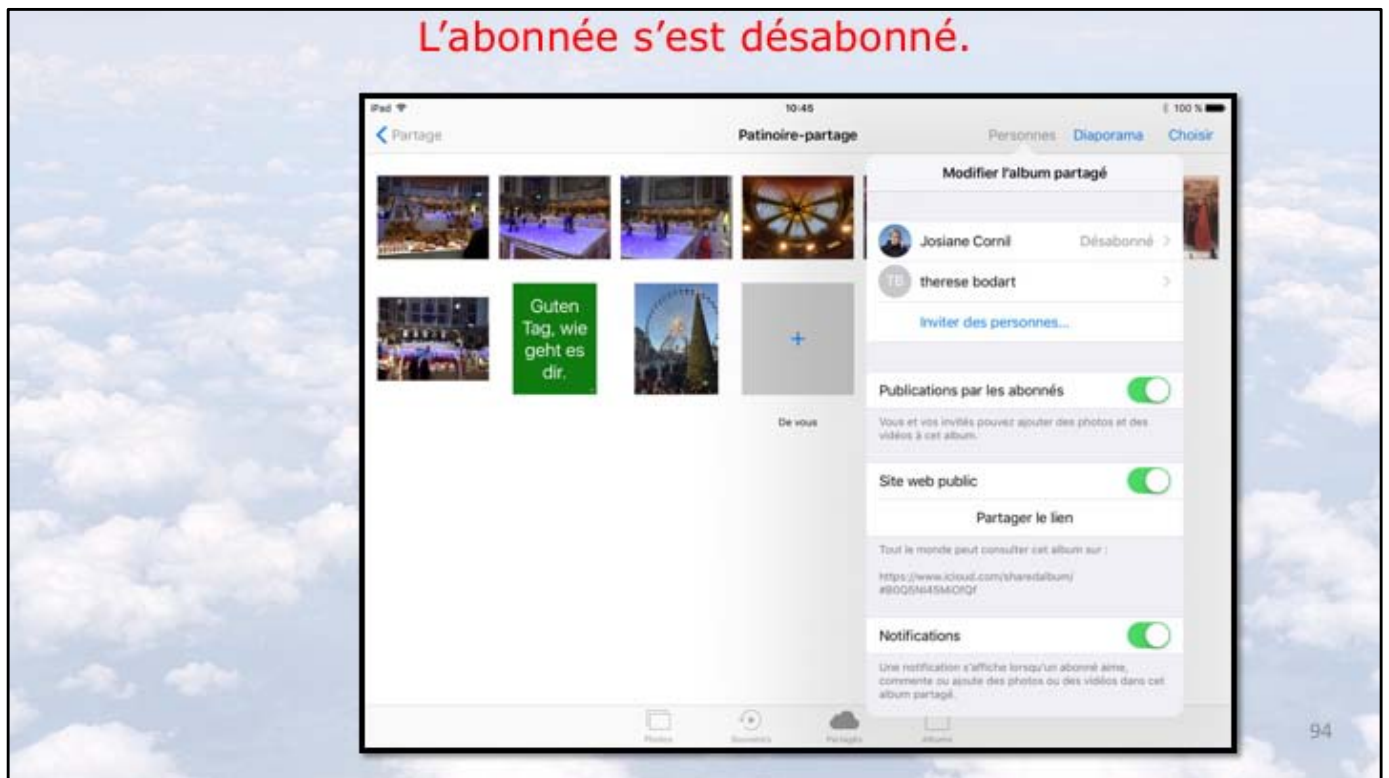 L'abonnée s'est désabonné.
iPad 10:45 100 %
Partage Patinoire-partage Personnes Diaporama Choisir
Modifier l'album partagé
Josiane Cornil Désabonné
TB therese bodart
Inviter des personnes...
Guten
Tag, wie
geht es
dir.
+
De vous
Publications par les abonnés
Vous et vos invités pouvez ajouter des photos et des
vidéos à cet album.
Site web public
Partager le lien
Tout le monde peut consulter cet album sur :
https://www.icloud.com/sharedalbum/
Notifications
Une notification s'affiche lorsqu'un abonné aime,
commente ou ajoute des photos ou des vidéos dans cet
album partagé.
Photos Souvenirs Partagés Albums
94